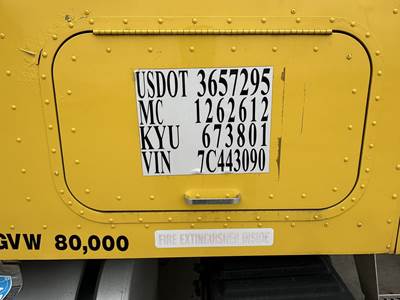 USDOT 3657295
MC 1262612
KYU 673801
VIN 7C443090
GVW 80,000
FIRE EXTINGUISHER INSIDE